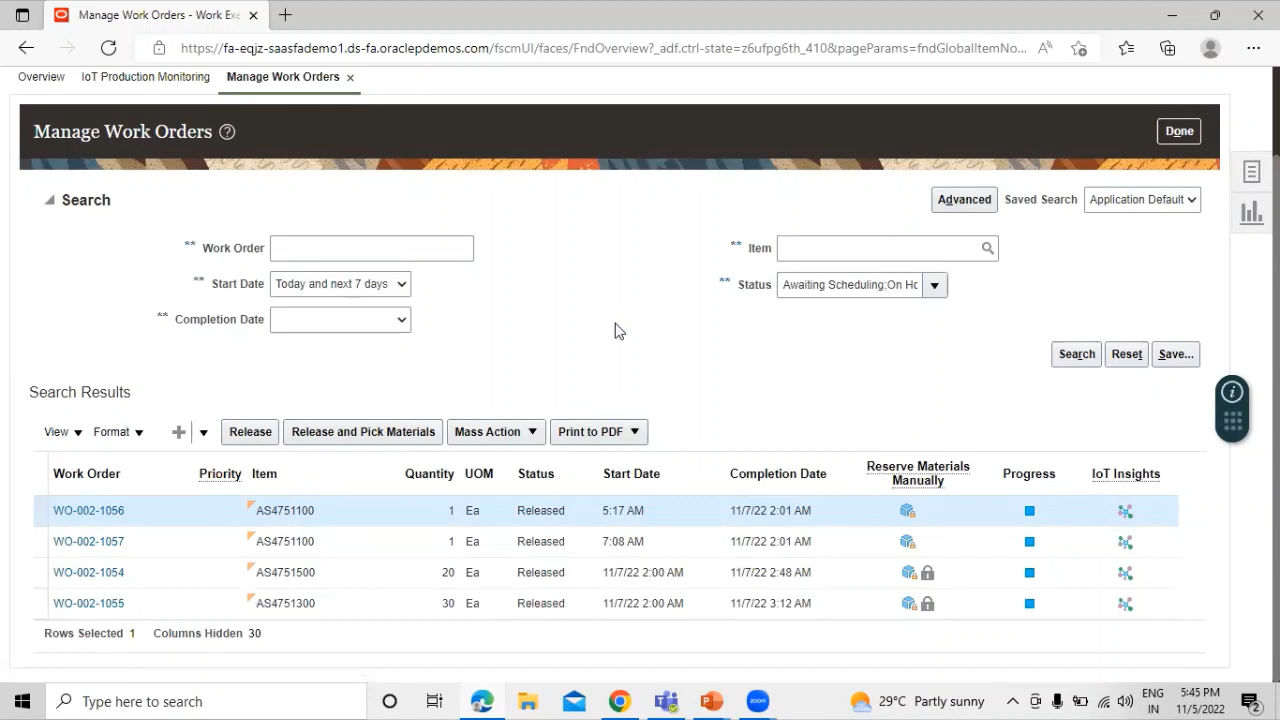 Manage Work Orders - Work Exe
https://fa-eqjz-saasfademo1.ds-fa.oraclepdemos.com/fscmUI/faces/FndOverview?_adf.ctrl-state=z6ufpg6th_410&pageParams=fndGlobalItemNo...
Overview IoT Production Monitoring Manage Work Orders
Manage Work Orders Done
Search Advanced Saved Search Application Default
** Work Order ** Item
** Start Date Today and next 7 days ** Status Awaiting Scheduling;On Ho
** Completion Date
Search Reset Save...
Search Results
View Format Release Release and Pick Materials Mass Action Print to PDF
Work Order Priority Item Quantity UOM Status Start Date Completion Date Reserve Materials Manually Progress IoT Insights
WO-002-1056 AS4751100 1 Ea Released 5:17 AM 11/7/22 2:01 AM
WO-002-1057 AS4751100 1 Ea Released 7:08 AM 11/7/22 2:01 AM
WO-002-1054 AS4751500 20 Ea Released 11/7/22 2:00 AM 11/7/22 2:48 AM
WO-002-1055 AS4751300 30 Ea Released 11/7/22 2:00 AM 11/7/22 3:12 AM
Rows Selected 1 Columns Hidden 30
Type here to search zoom 29°C Partly sunny ENG IN 5:45 PM 11/5/2022 2